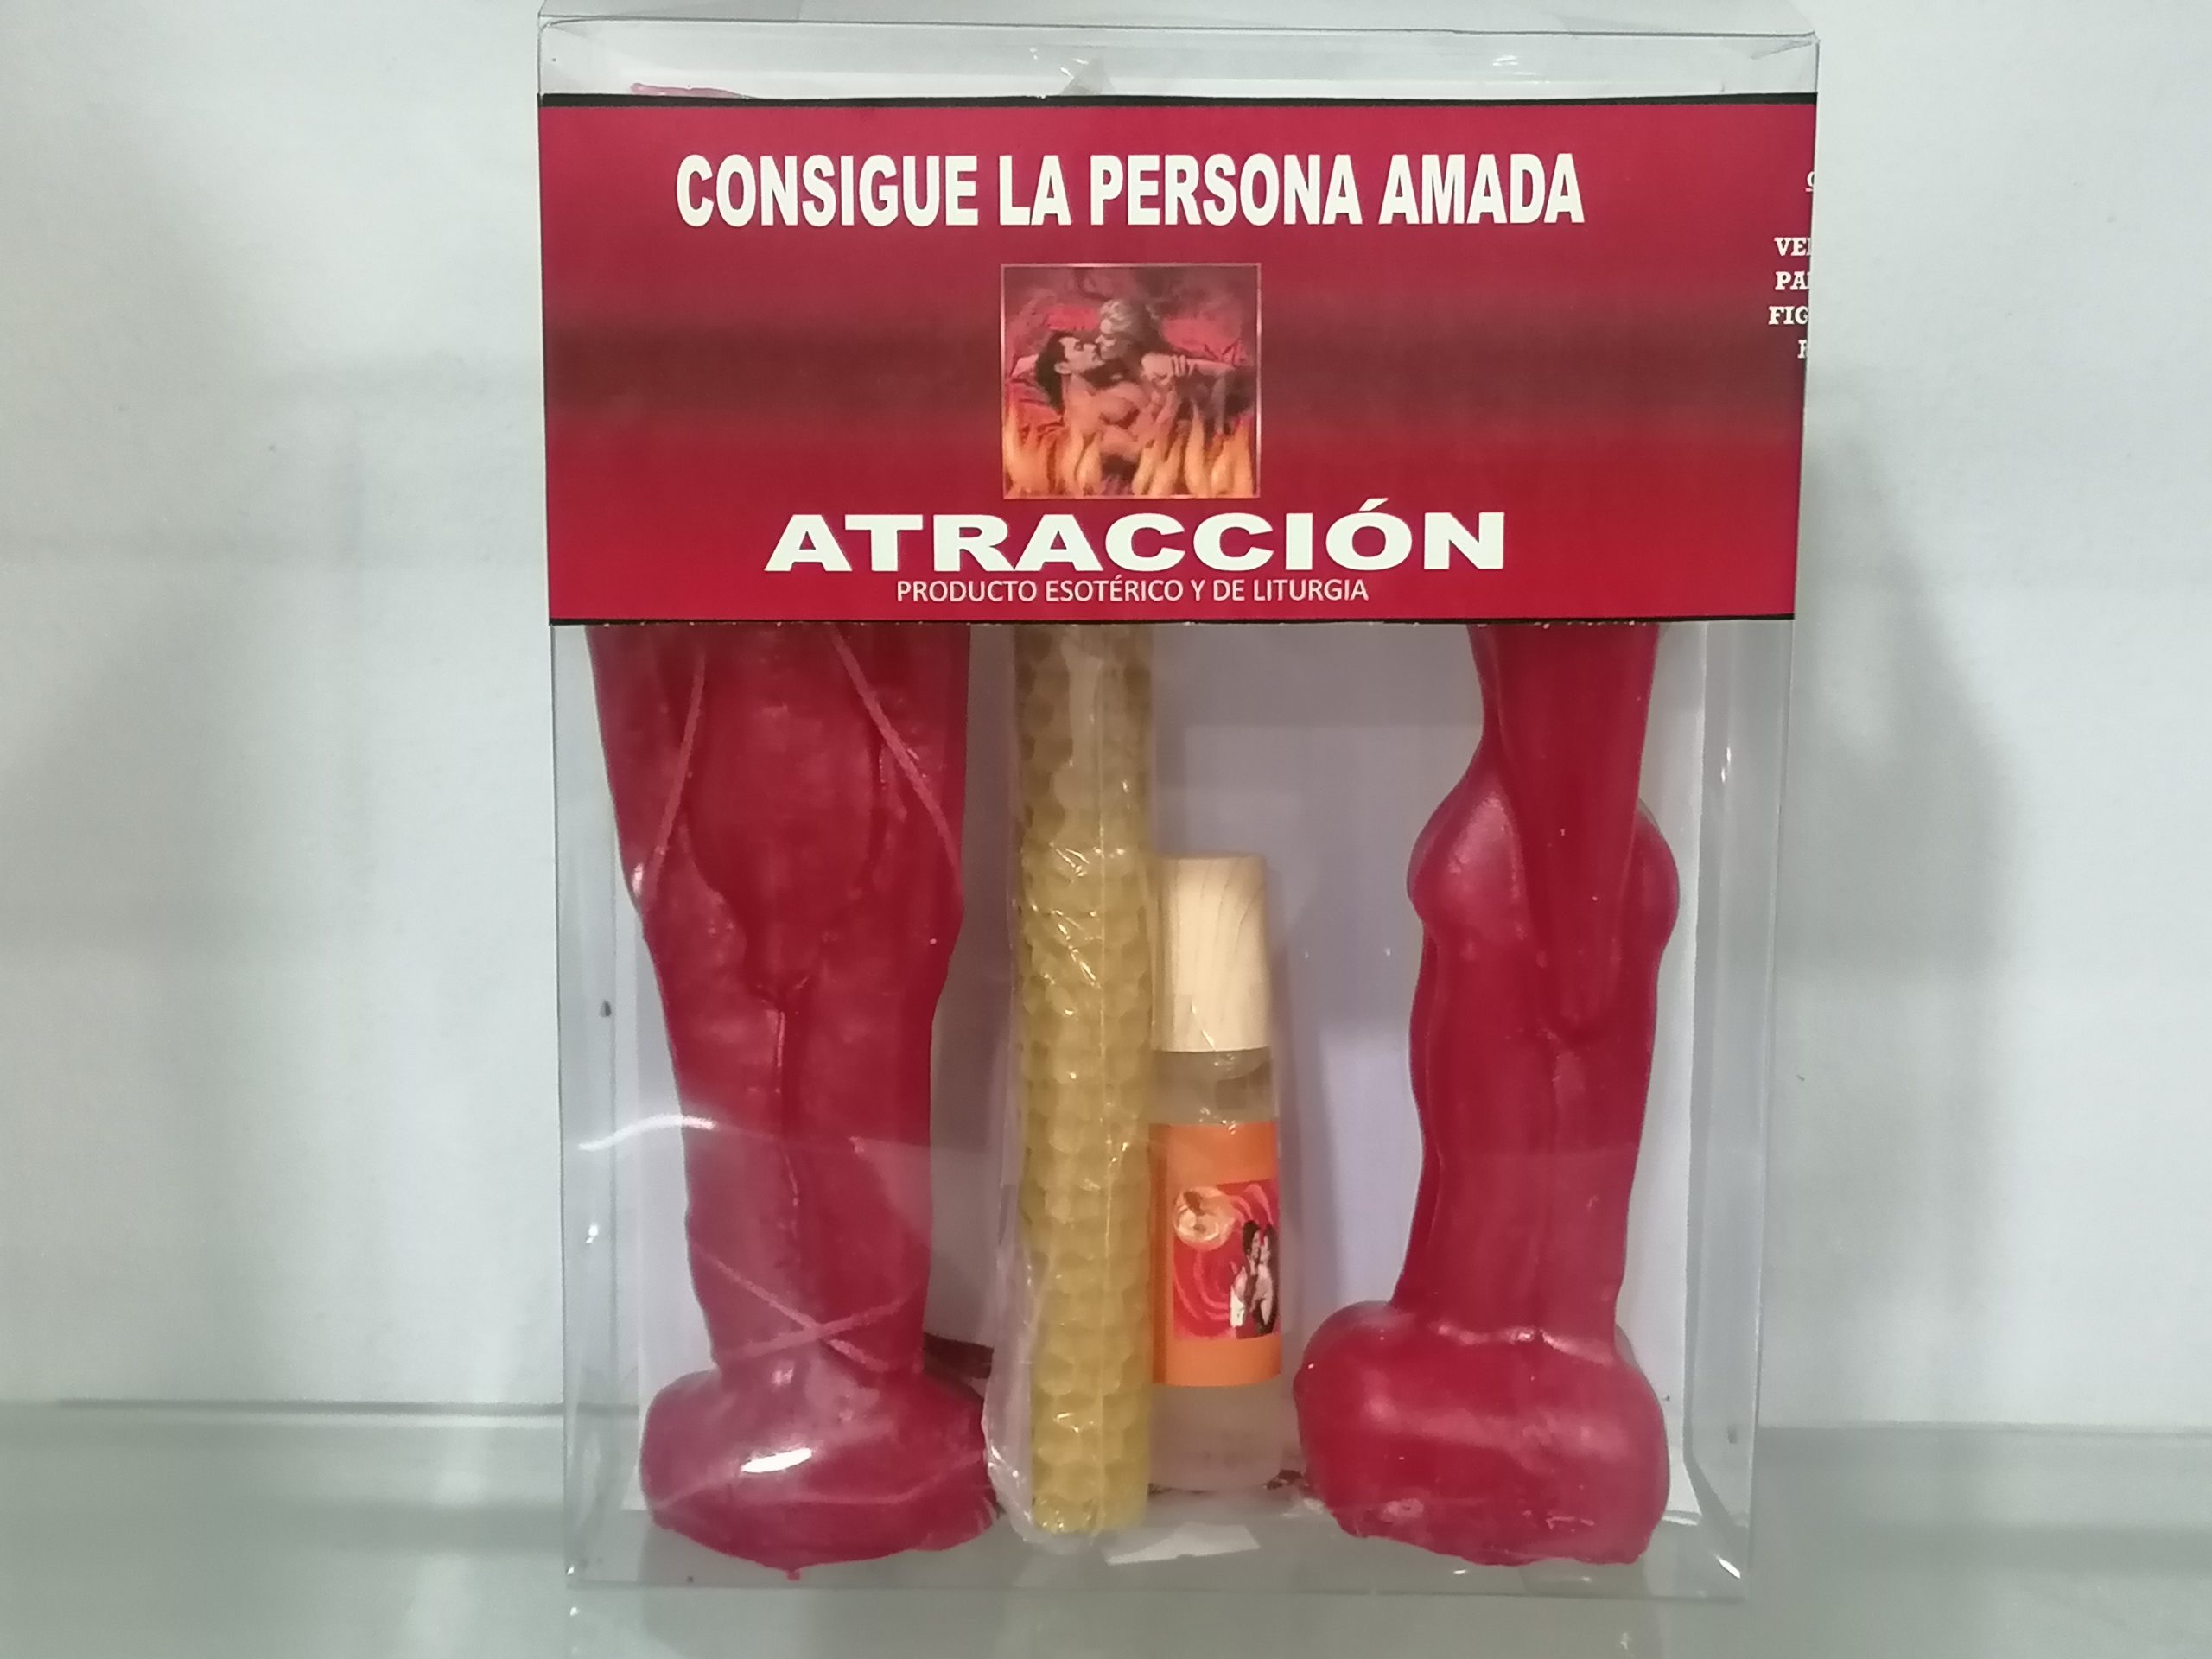 CONSIGUE LA PERSONA AMADA
ATRACCIÓN
PRODUCTO ESOTÉRICO Y DE LITURGIA